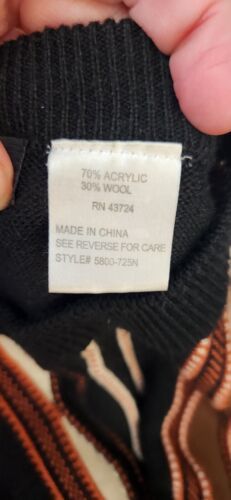 70% ACRYLIC
30% WOOL
RN 43724
MADE IN CHINA
SEE REVERSE FOR CARE
STYLE# 5800-725N